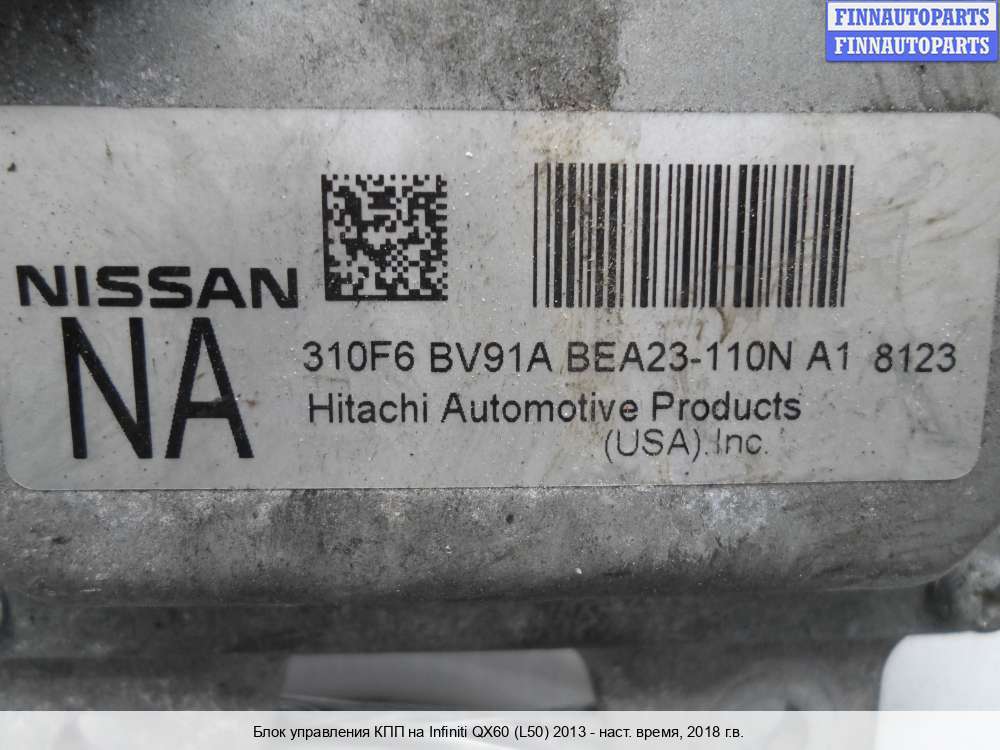 FINNAUTOPARTS
FINNAUTOPARTS
NISSAN
NA
310F6 BV91A BEA23-110N A1 8123
Hitachi Automotive Products
(USA).Inc.
Блок управления КПП на Infiniti QX60 (L50) 2013 - наст. время, 2018 г.в.